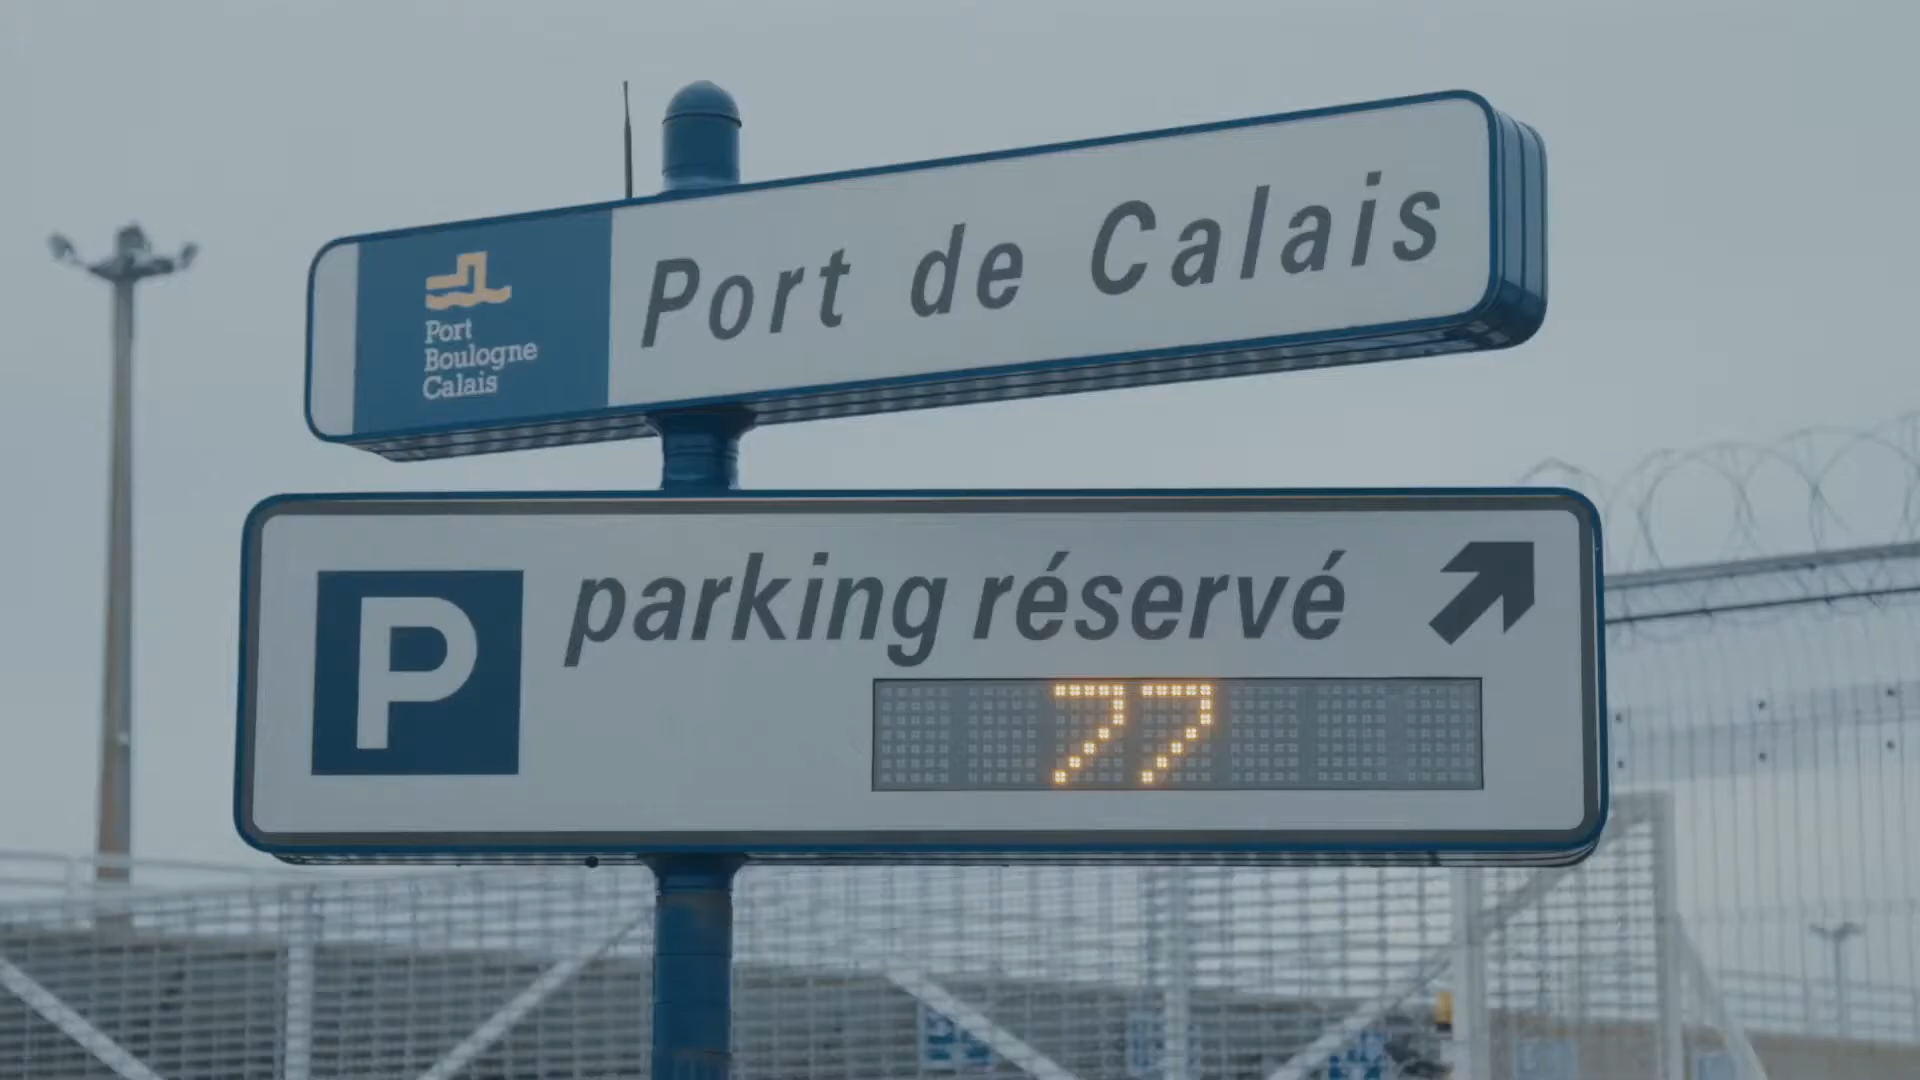 Port
Boulogne
Calais
Port de Calais
P
parking réservé
77